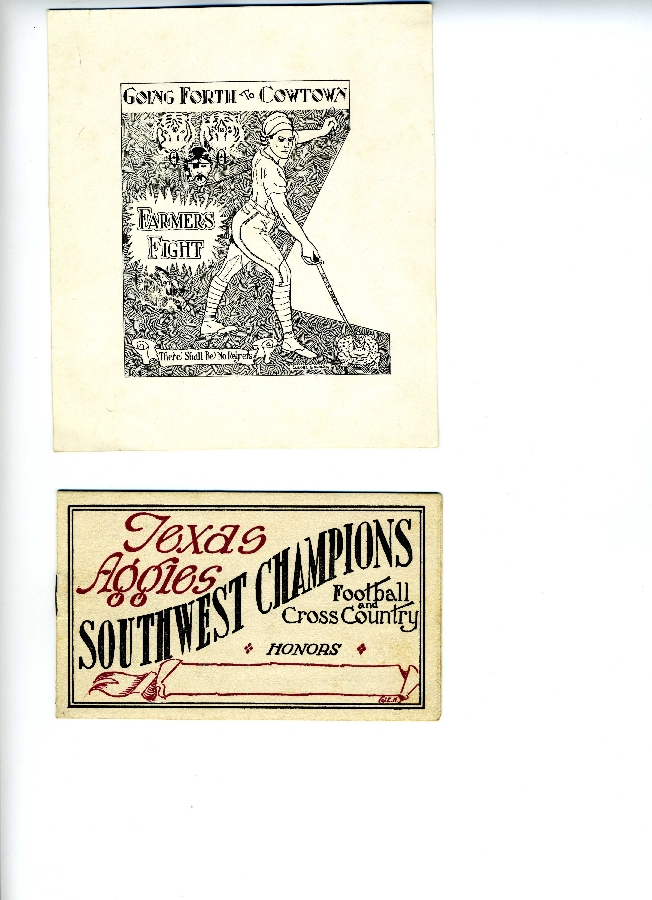 GOING FORTH TO COWTOWN
FARMERS
FIGHT
There Shall Be No Regrets
Texas
Aggies
SOUTHWEST CHAMPIONS
Football
and
Cross Country
HONORS